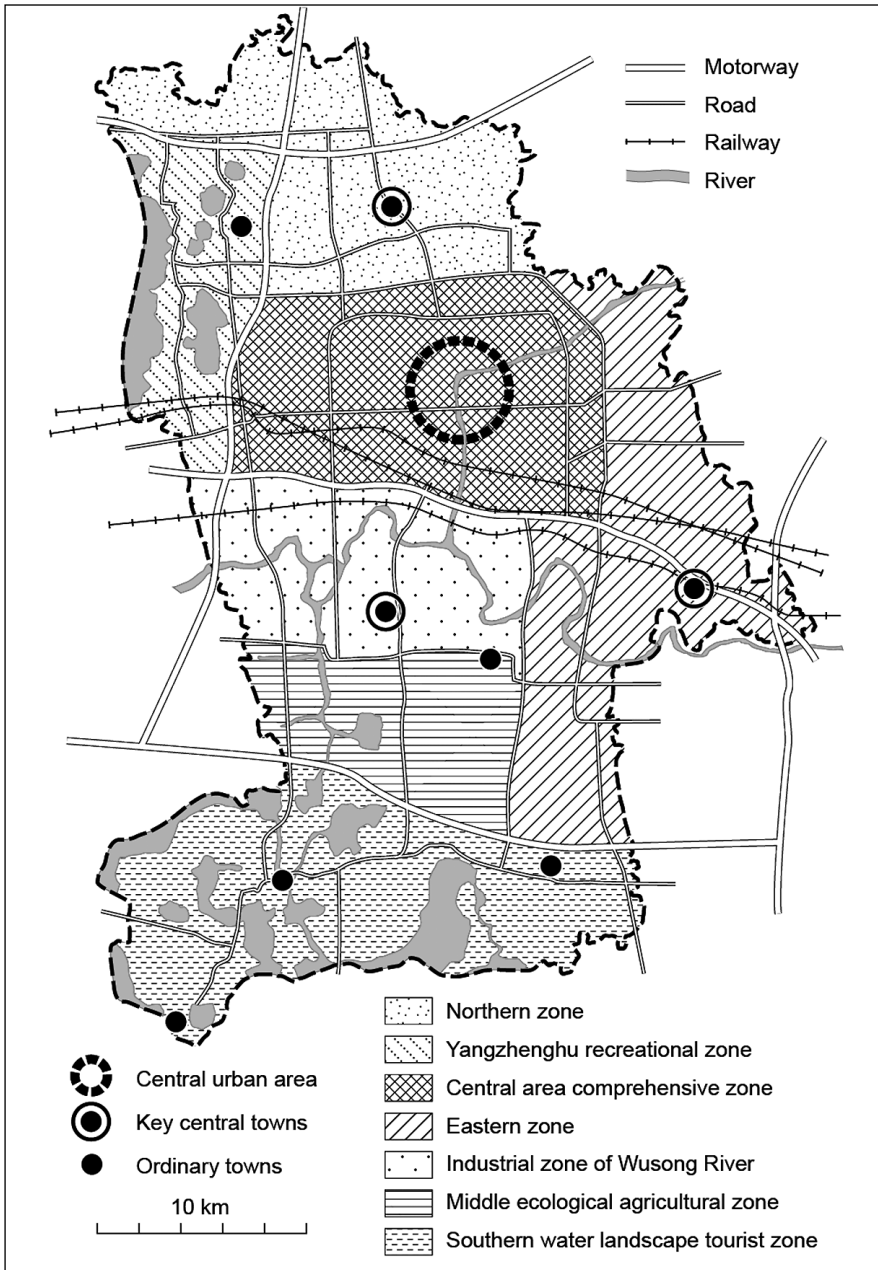 Motorway
Road
Railway
River
Northern zone
Yangzhenghu recreational zone
Central area comprehensive zone
Eastern zone
Industrial zone of Wusong River
Middle ecological agricultural zone
Southern water landscape tourist zone
Central urban area
Key central towns
Ordinary towns
10 km